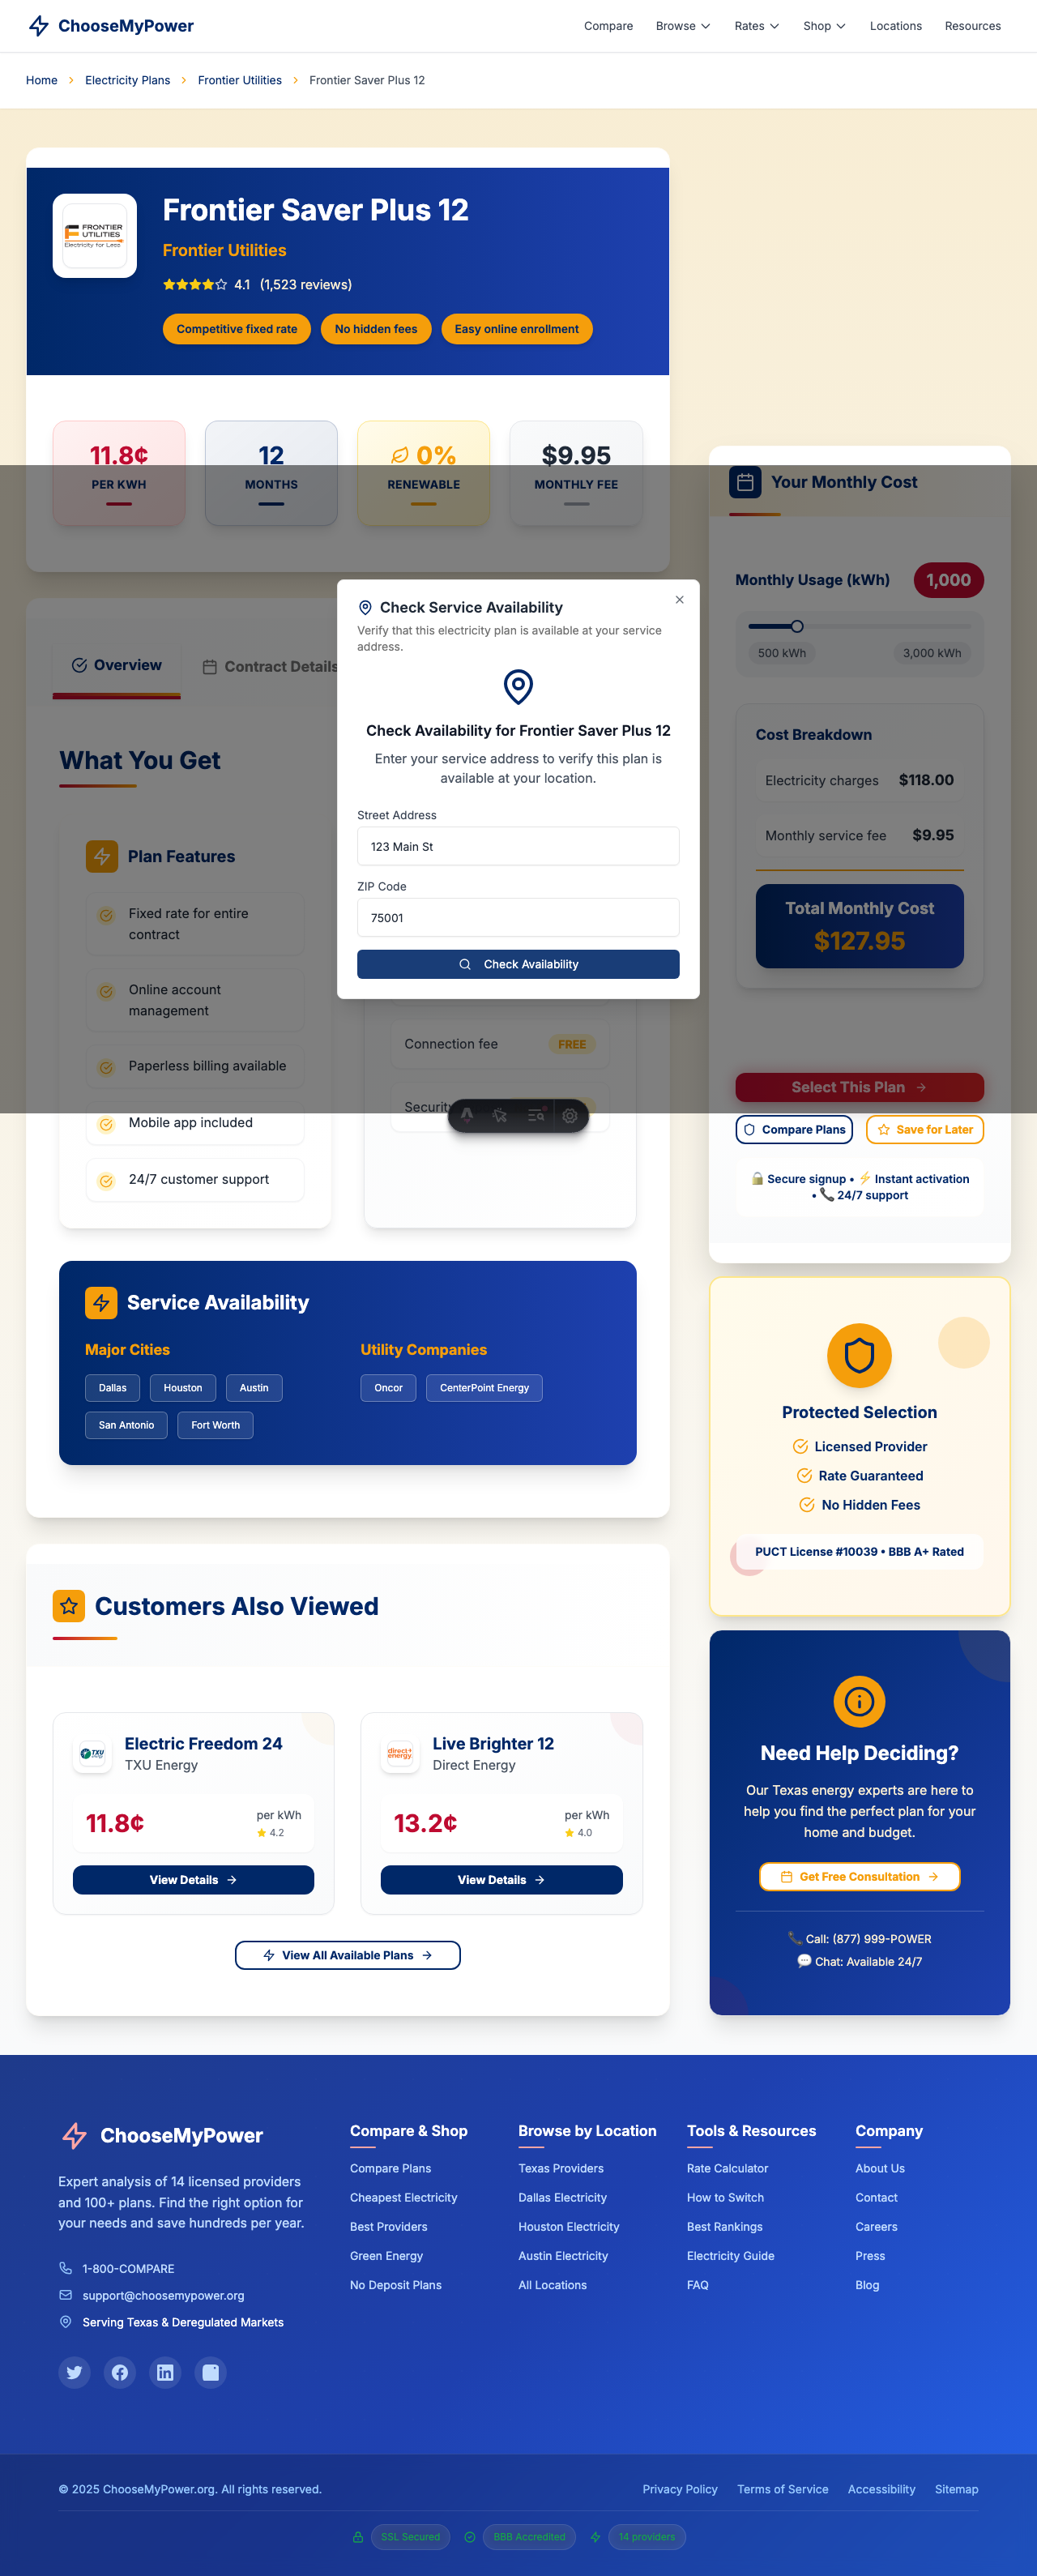 ChooseMyPower
Compare Browse Rates Shop Locations Resources
Home Electricity Plans Frontier Utilities Frontier Saver Plus 12
FRONTIER
UTILITIES
Electricity for Less
Frontier Saver Plus 12
Frontier Utilities
4.1 (1,523 reviews)
Competitive fixed rate No hidden fees Easy online enrollment
11.8¢
PER KWH
12
MONTHS
0%
RENEWABLE
$9.95
MONTHLY FEE
Overview
Contract Details
What You Get
Plan Features
Fixed rate for entire
contract
Online account
management
Paperless billing available
Mobile app included
24/7 customer support
Connection fee FREE
Security
Check Service Availability
Verify that this electricity plan is available at your service
address.
Check Availability for Frontier Saver Plus 12
Enter your service address to verify this plan is
available at your location.
Street Address
123 Main St
ZIP Code
75001
Check Availability
Your Monthly Cost
Monthly Usage (kWh) 1,000
500 kWh 3,000 kWh
Cost Breakdown
Electricity charges $118.00
Monthly service fee $9.95
Total Monthly Cost
$127.95
Select This Plan
Compare Plans Save for Later
🔒 Secure signup • ⚡ Instant activation
• 📞 24/7 support
Service Availability
Major Cities
Dallas Houston Austin
San Antonio Fort Worth
Utility Companies
Oncor CenterPoint Energy
Protected Selection
Licensed Provider
Rate Guaranteed
No Hidden Fees
PUCT License #10039 • BBB A+ Rated
Customers Also Viewed
TXU
Electric Freedom 24
TXU Energy
11.8¢
per kWh
4.2
View Details
direct
energy
Live Brighter 12
Direct Energy
13.2¢
per kWh
4.0
View Details
View All Available Plans
Need Help Deciding?
Our Texas energy experts are here to
help you find the perfect plan for your
home and budget.
Get Free Consultation
📞 Call: (877) 999-POWER
💬 Chat: Available 24/7
ChooseMyPower
Expert analysis of 14 licensed providers
and 100+ plans. Find the right option for
your needs and save hundreds per year.
1-800-COMPARE
support@choosemypower.org
Serving Texas & Deregulated Markets
Compare & Shop
Compare Plans
Cheapest Electricity
Best Providers
Green Energy
No Deposit Plans
Browse by Location
Texas Providers
Dallas Electricity
Houston Electricity
Austin Electricity
All Locations
Tools & Resources
Rate Calculator
How to Switch
Best Rankings
Electricity Guide
FAQ
Company
About Us
Contact
Careers
Press
Blog
© 2025 ChooseMyPower.org. All rights reserved.
Privacy Policy Terms of Service Accessibility Sitemap
SSL Secured BBB Accredited 14 providers